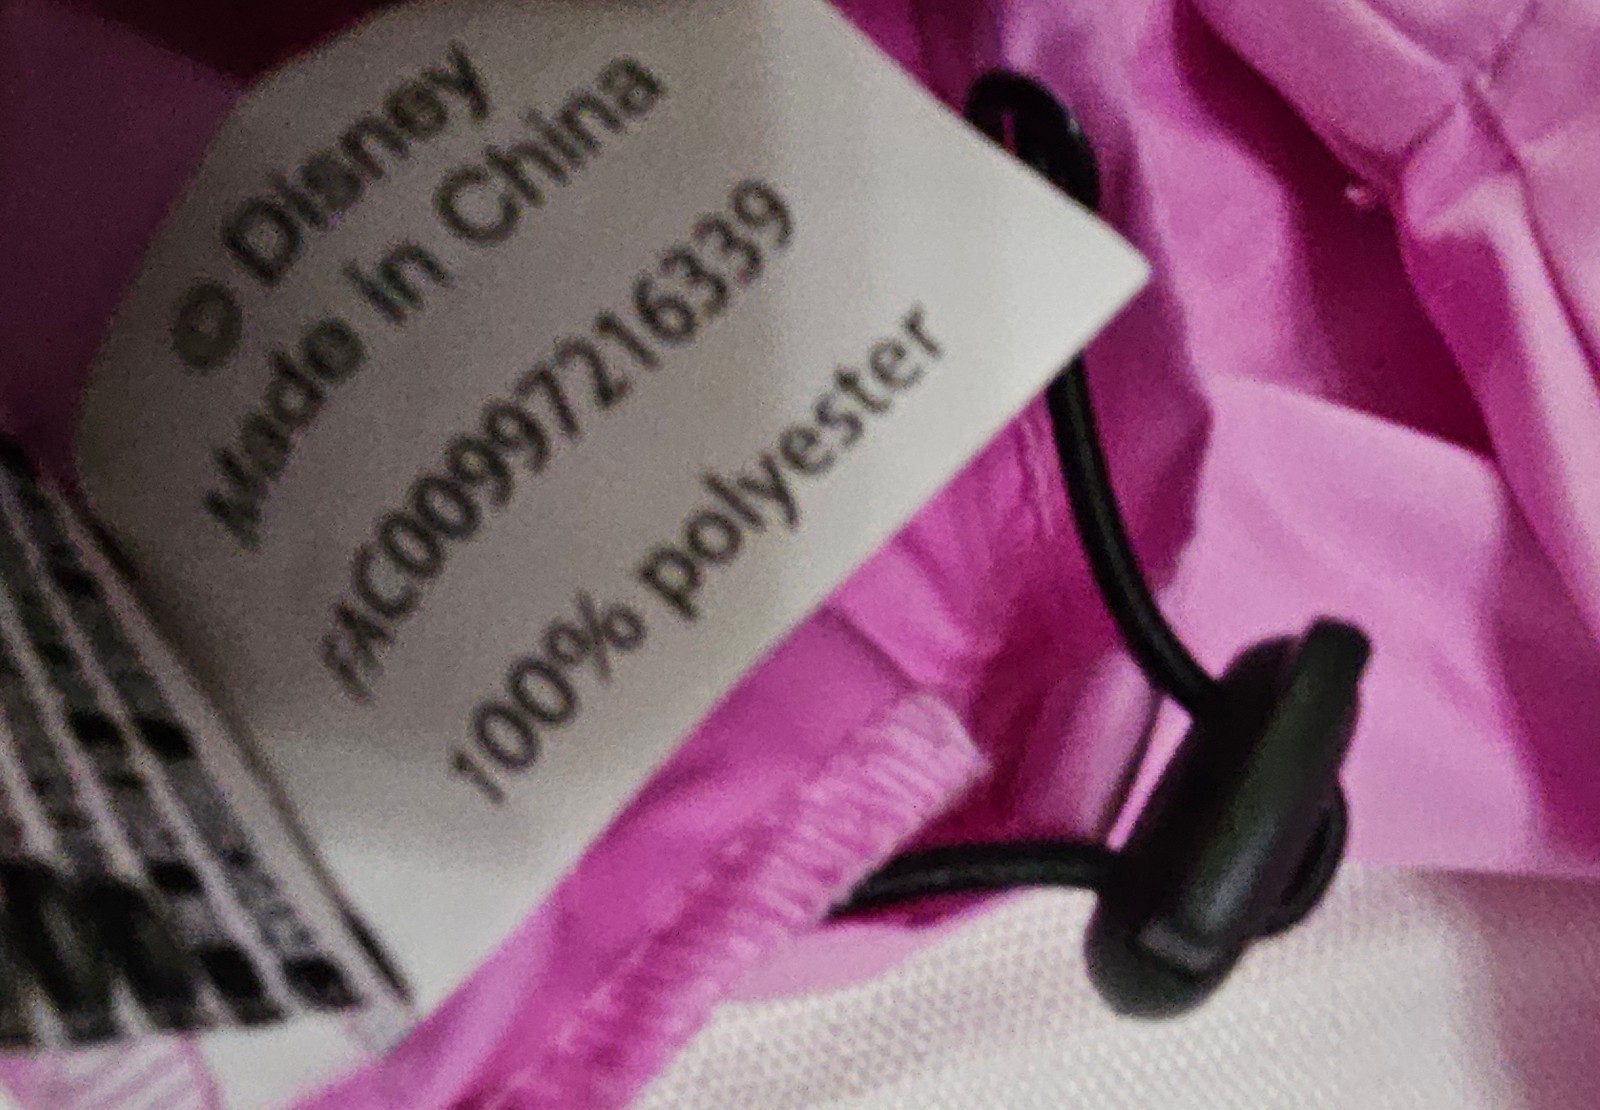 © Disney
Made in China
FAC00997216339
100% polyester